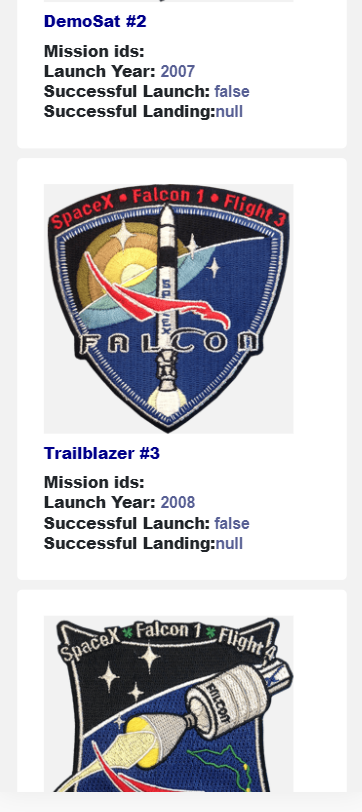 DemoSat #2
Mission ids:
Launch Year: 2007
Successful Launch: false
Successful Landing:null
SpaceX • Falcon 1 • Flight 3
SPACEX
FALCON
Trailblazer #3
Mission ids:
Launch Year: 2008
Successful Launch: false
Successful Landing:null
SpaceX * Falcon 1 * Flight 4
FALCON